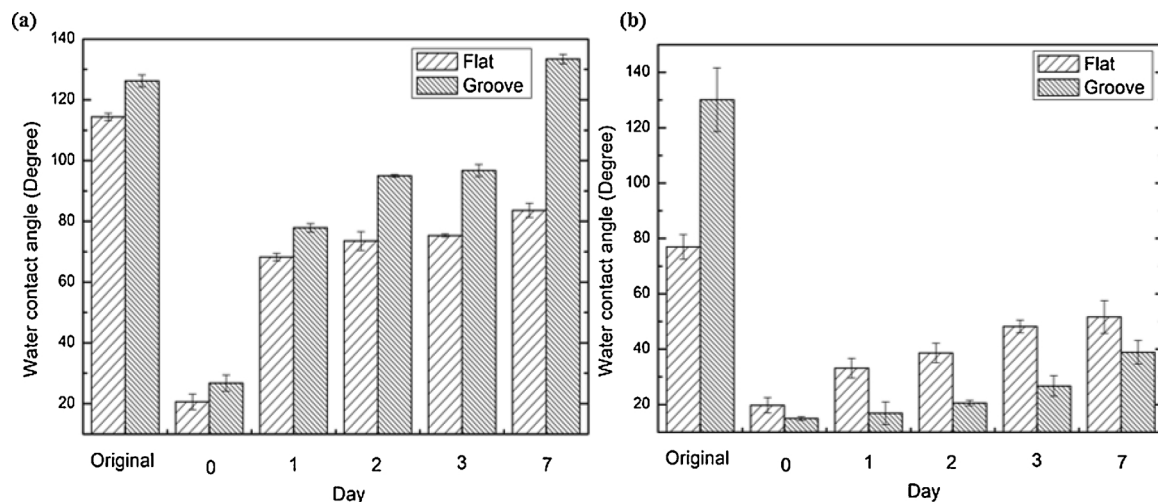 (a)
Water contact angle (Degree)
140
120
100
80
60
40
20
Flat
Groove
Original 0 1 2 3 7
Day
(b)
Water contact angle (Degree)
140
120
100
80
60
40
20
Flat
Groove
Original 0 1 2 3 7
Day